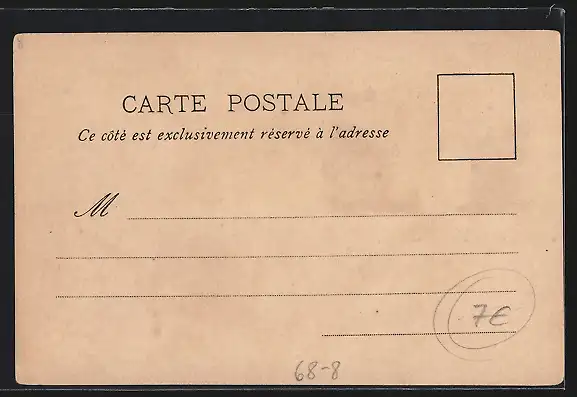 CARTE POSTALE
Ce côté est exclusivement réservé à l'adresse
M
7€
68-8